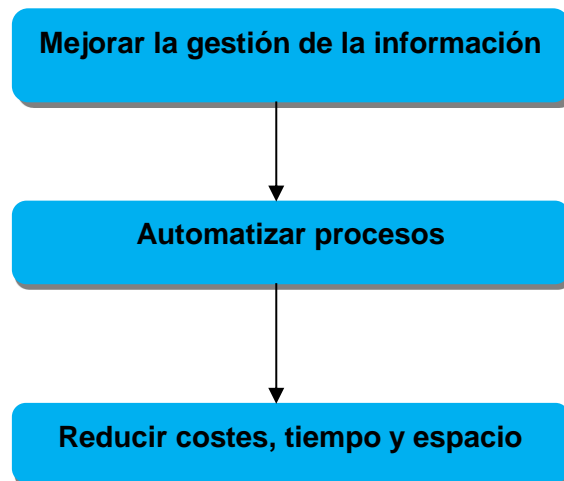 Mejorar la gestión de la información
Automatizar procesos
Reducir costes, tiempo y espacio